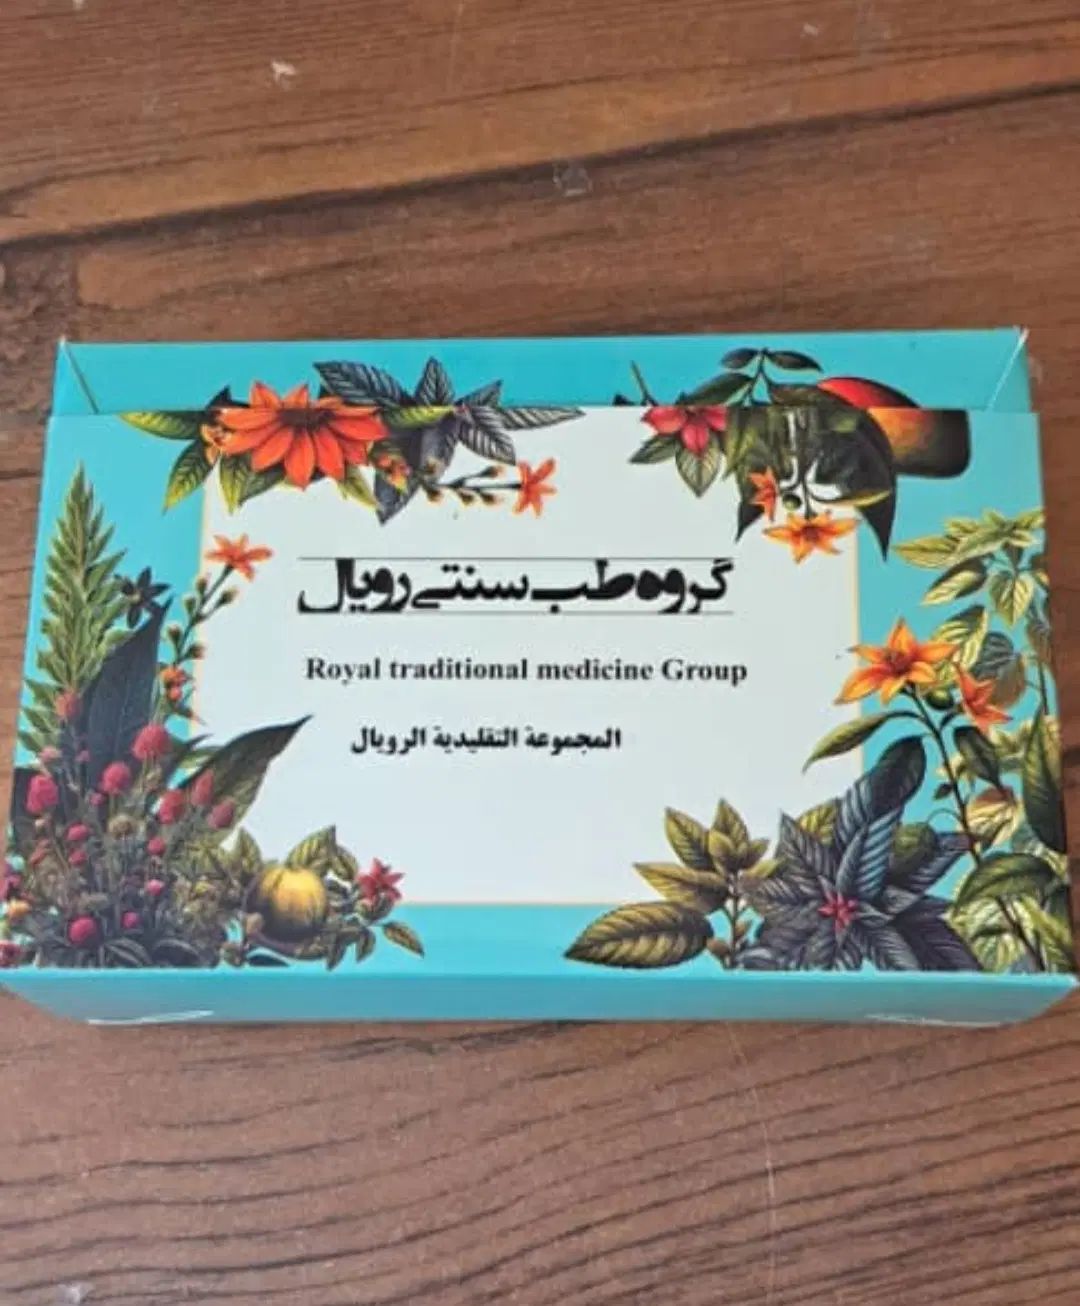 گروه طب سنتی رویال
Royal traditional medicine Group
المجموعة التقليدية الرويال